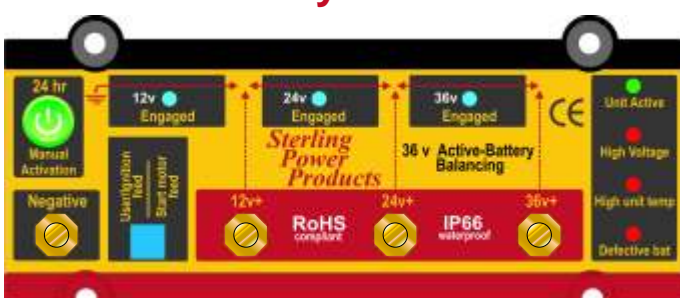 24 hr
Manual
Activation
12v
Engaged
24v
Engaged
36v
Engaged
CE
Unit Active
High Voltage
High unit temp
Defective bat
User/Ignition
feed
Start motor
feed
Sterling
Power
Products
36 v Active-Battery
Balancing
Negative
12v+
24v+
36v+
RoHS
compliant
IP66
waterproof